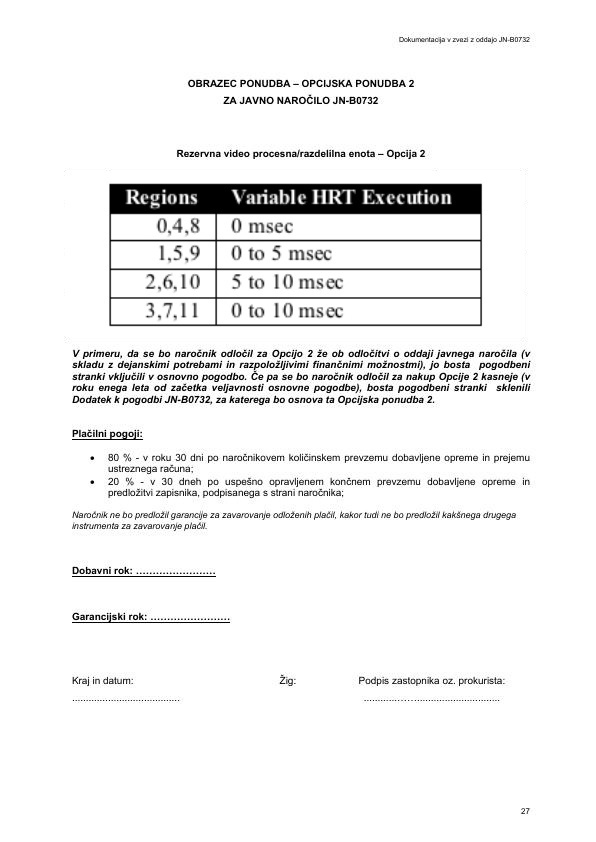 Dokumentacija v zvezi z oddajo JN-B0732
OBRAZEC PONUDBA – OPCIJSKA PONUDBA 2
ZA JAVNO NAROČILO JN-B0732
Rezervna video procesna/razdelilna enota – Opcija 2
Regions Variable HRT Execution
0,4,8 0 msec
1,5,9 0 to 5 msec
2,6,10 5 to 10 msec
3,7,11 0 to 10 msec
V primeru, da se bo naročnik odločil za Opcijo 2 že ob odločitvi o oddaji javnega naročila (v
skladu z dejanskimi potrebami in razpoložljivimi finančnimi možnostmi), jo bosta pogodbeni
stranki vključili v osnovno pogodbo. Če pa se bo naročnik odločil za nakup Opcije 2 kasneje (v
roku enega leta od začetka veljavnosti osnovne pogodbe), bosta pogodbeni stranki sklenili
Dodatek k pogodbi JN-B0732, za katerega bo osnova ta Opcijska ponudba 2.
Plačilni pogoji:
• 80 % - v roku 30 dni po naročnikovem količinskem prevzemu dobavljene opreme in prejemu
ustreznega računa;
• 20 % - v 30 dneh po uspešno opravljenem končnem prevzemu dobavljene opreme in
predložitvi zapisnika, podpisanega s strani naročnika;
Naročnik ne bo predložil garancije za zavarovanje odloženih plačil, kakor tudi ne bo predložil kakšnega drugega
instrumenta za zavarovanje plačil.
Dobavni rok: ……………………
Garancijski rok: ……………………
Kraj in datum: Žig: Podpis zastopnika oz. prokurista:
....................................... .................................................
27